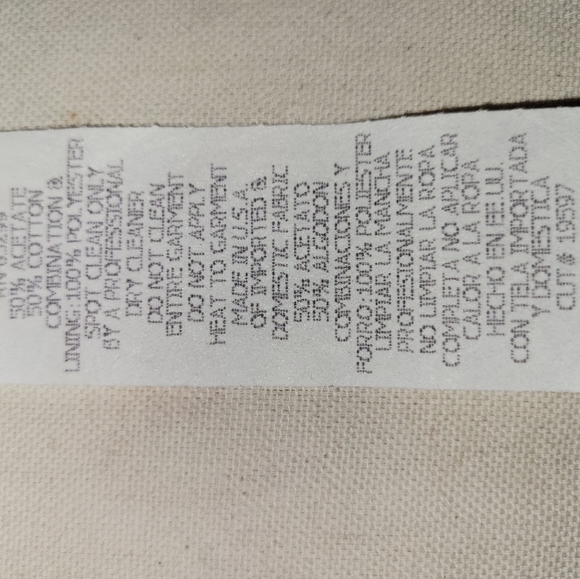 50% ACETATE
50% COTTON
COMBINATION &
LINING:100% POLYESTER
SPOT CLEAN ONLY
BY A PROFESSIONAL
DRY CLEANER
DO NOT CLEAN
ENTIRE GARMENT
DO NOT APPLY
HEAT TO GARMENT
MADE IN U.S.A.
OF IMPORTED &
DOMESTIC FABRIC
50% ACETATO
50% ALGODON
COMBINACIONES Y
FORRO:100% POLIESTER
LIMPIAR LA MANCHA
PROFESIONALMENTE
NO LIMPIAR LA ROPA
COMPLETA NO APLICAR
CALOR A LA ROPA
HECHO EN EE.UU.
CON TELA IMPORTADA
Y DOMESTICA
CUT# 19597